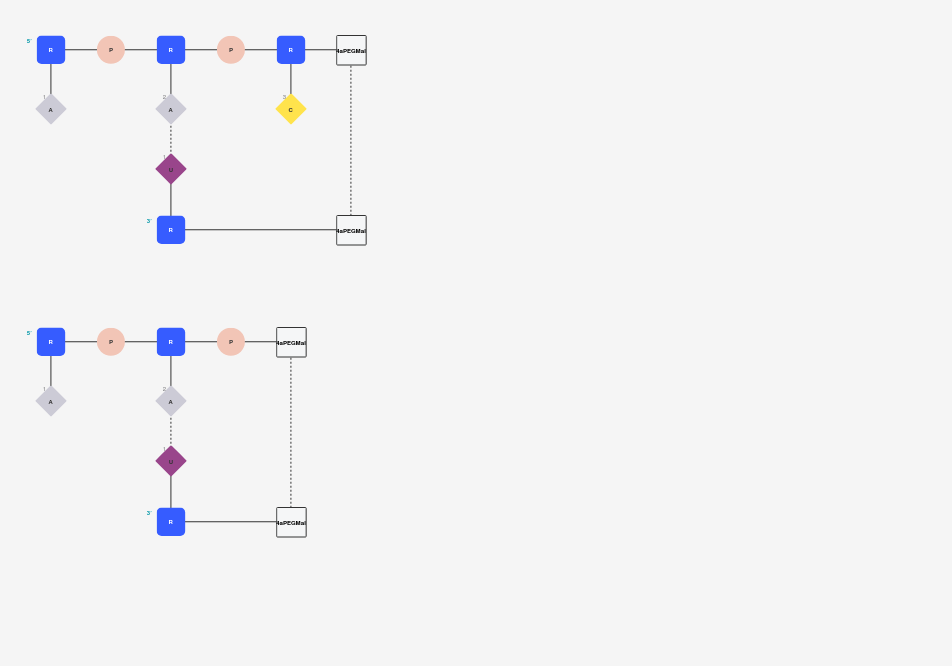 5' R P R P R 4aPEGMal
1 A 2 A 3 C
1 U
3' R 4aPEGMal
5' R P R P 4aPEGMal
1 A 2 A
1 U
3' R 4aPEGMal